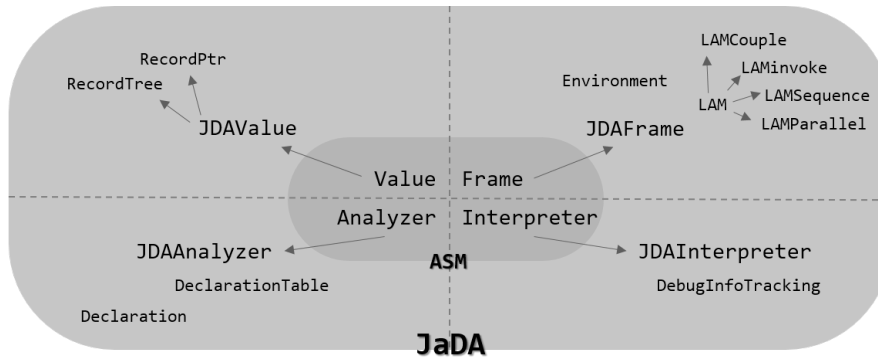 LAMCouple
RecordPtr
LAMinvoke
RecordTree
Environment
LAMSequence
LAM
JDAValue
JDAFrame
LAMParallel
Value
Frame
Analyzer
Interpreter
JDAAnalyzer
ASM
JDAInterpreter
DeclarationTable
DebugInfoTracking
Declaration
JaDA